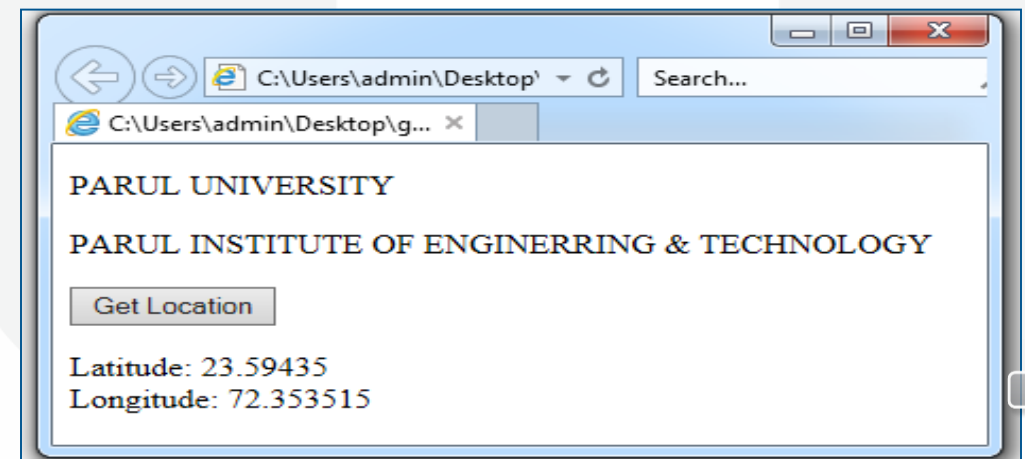 C:\Users\admin\Desktop\
Search...
C:\Users\admin\Desktop\g...
PARUL UNIVERSITY
PARUL INSTITUTE OF ENGINERRING & TECHNOLOGY
Get Location
Latitude: 23.59435
Longitude: 72.353515